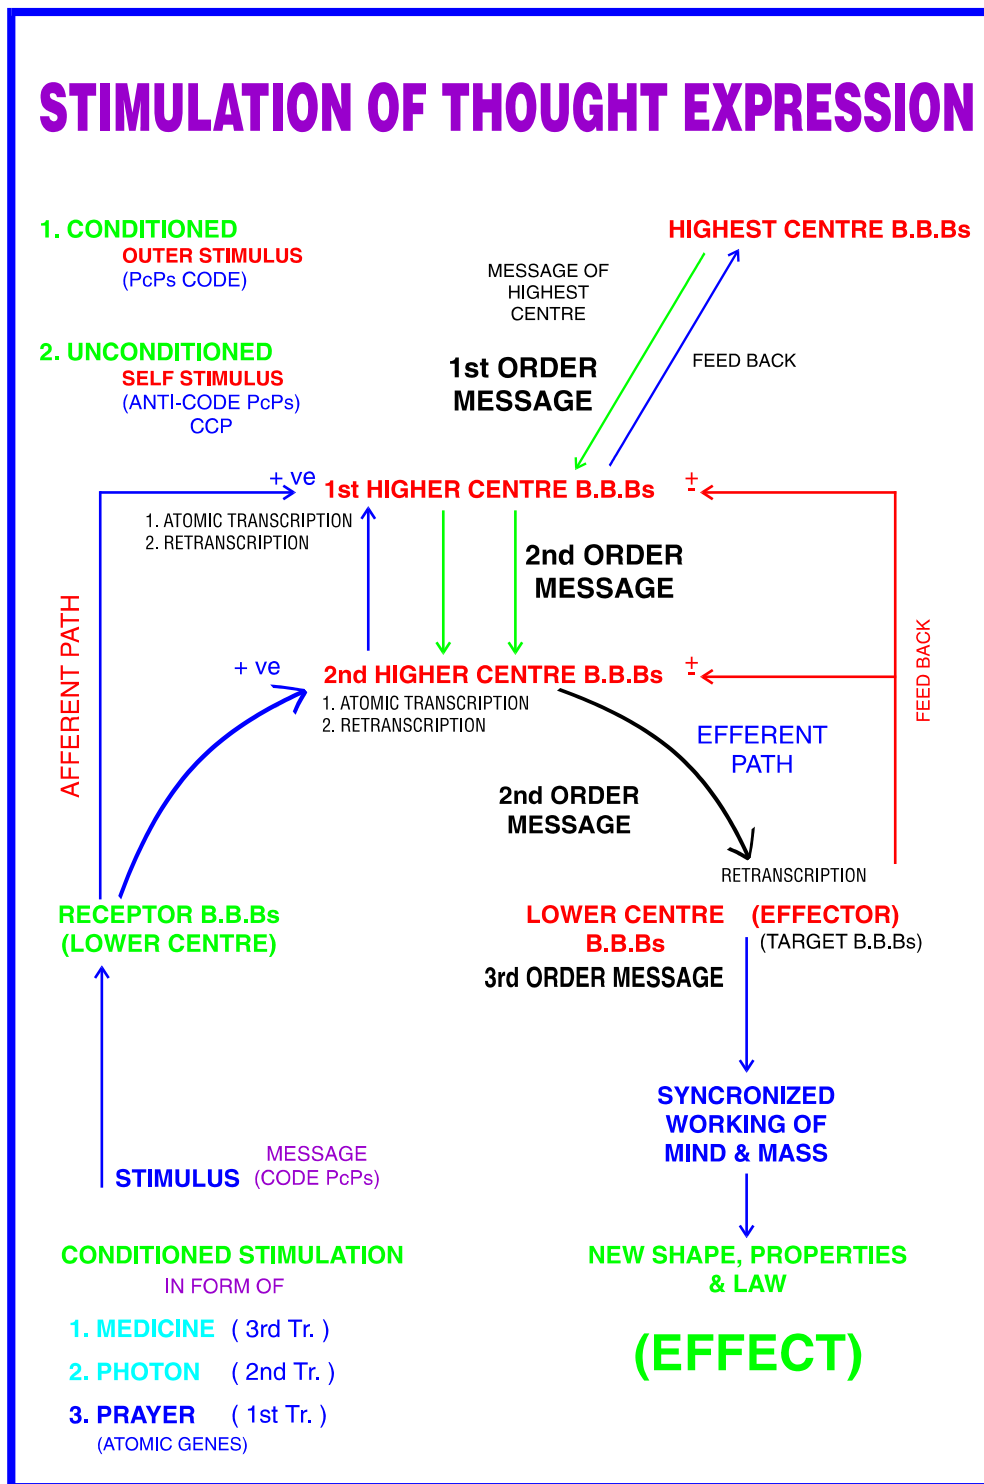 STIMULATION OF THOUGHT EXPRESSION
1. CONDITIONED
OUTER STIMULUS
(PcPs CODE)
HIGHEST CENTRE B.B.Bs
MESSAGE OF
HIGHEST
CENTRE
2. UNCONDITIONED
SELF STIMULUS
(ANTI-CODE PcPs)
CCP
1st ORDER
MESSAGE
FEED BACK
+ ve
1st HIGHER CENTRE B.B.Bs
±
1. ATOMIC TRANSCRIPTION
2. RETRANSCRIPTION
2nd ORDER
MESSAGE
AFFERENT PATH
+ ve
2nd HIGHER CENTRE B.B.Bs
±
1. ATOMIC TRANSCRIPTION
2. RETRANSCRIPTION
FEED BACK
EFFERENT
PATH
2nd ORDER
MESSAGE
RETRANSCRIPTION
RECEPTOR B.B.Bs
(LOWER CENTRE)
LOWER CENTRE
B.B.Bs
(EFFECTOR)
(TARGET B.B.Bs)
3rd ORDER MESSAGE
SYNCRONIZED
WORKING OF
MIND & MASS
STIMULUS
MESSAGE
(CODE PcPs)
CONDITIONED STIMULATION
IN FORM OF
1. MEDICINE ( 3rd Tr. )
2. PHOTON ( 2nd Tr. )
3. PRAYER ( 1st Tr. )
(ATOMIC GENES)
NEW SHAPE, PROPERTIES
& LAW
(EFFECT)